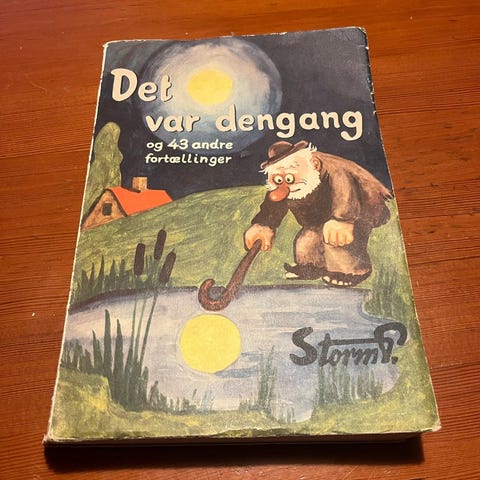 Det
var dengang
og 43 andre
fortællinger
Storm P.